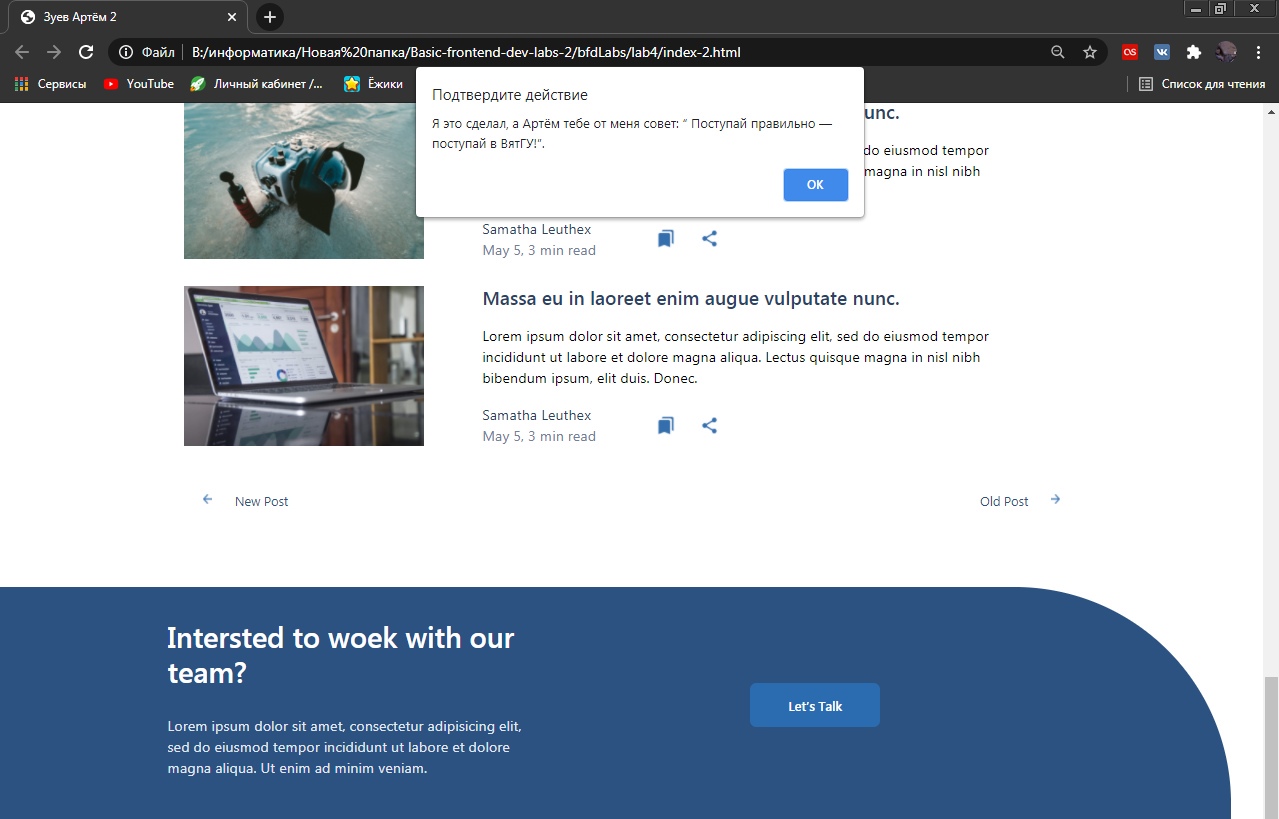 Зуев Артём 2
Файл
B:/информатика/Новая%20папка/Basic-frontend-dev-labs-2/bfdLabs/lab4/index-2.html
Сервисы
YouTube
Личный кабинет /...
Ёжики
Список для чтения
Подтвердите действие
Я это сделал, а Артём тебе от меня совет: “ Поступай правильно —
поступай в ВятГУ!”.
OK
unc.
do eiusmod tempor
magna in nisl nibh
Samatha Leuthex
May 5, 3 min read
Massa eu in laoreet enim augue vulputate nunc.
Lorem ipsum dolor sit amet, consectetur adipiscing elit, sed do eiusmod tempor
incididunt ut labore et dolore magna aliqua. Lectus quisque magna in nisl nibh
bibendum ipsum, elit duis. Donec.
Samatha Leuthex
May 5, 3 min read
New Post
Old Post
Intersted to woek with our
team?
Lorem ipsum dolor sit amet, consectetur adipisicing elit,
sed do eiusmod tempor incididunt ut labore et dolore
magna aliqua. Ut enim ad minim veniam.
Let's Talk